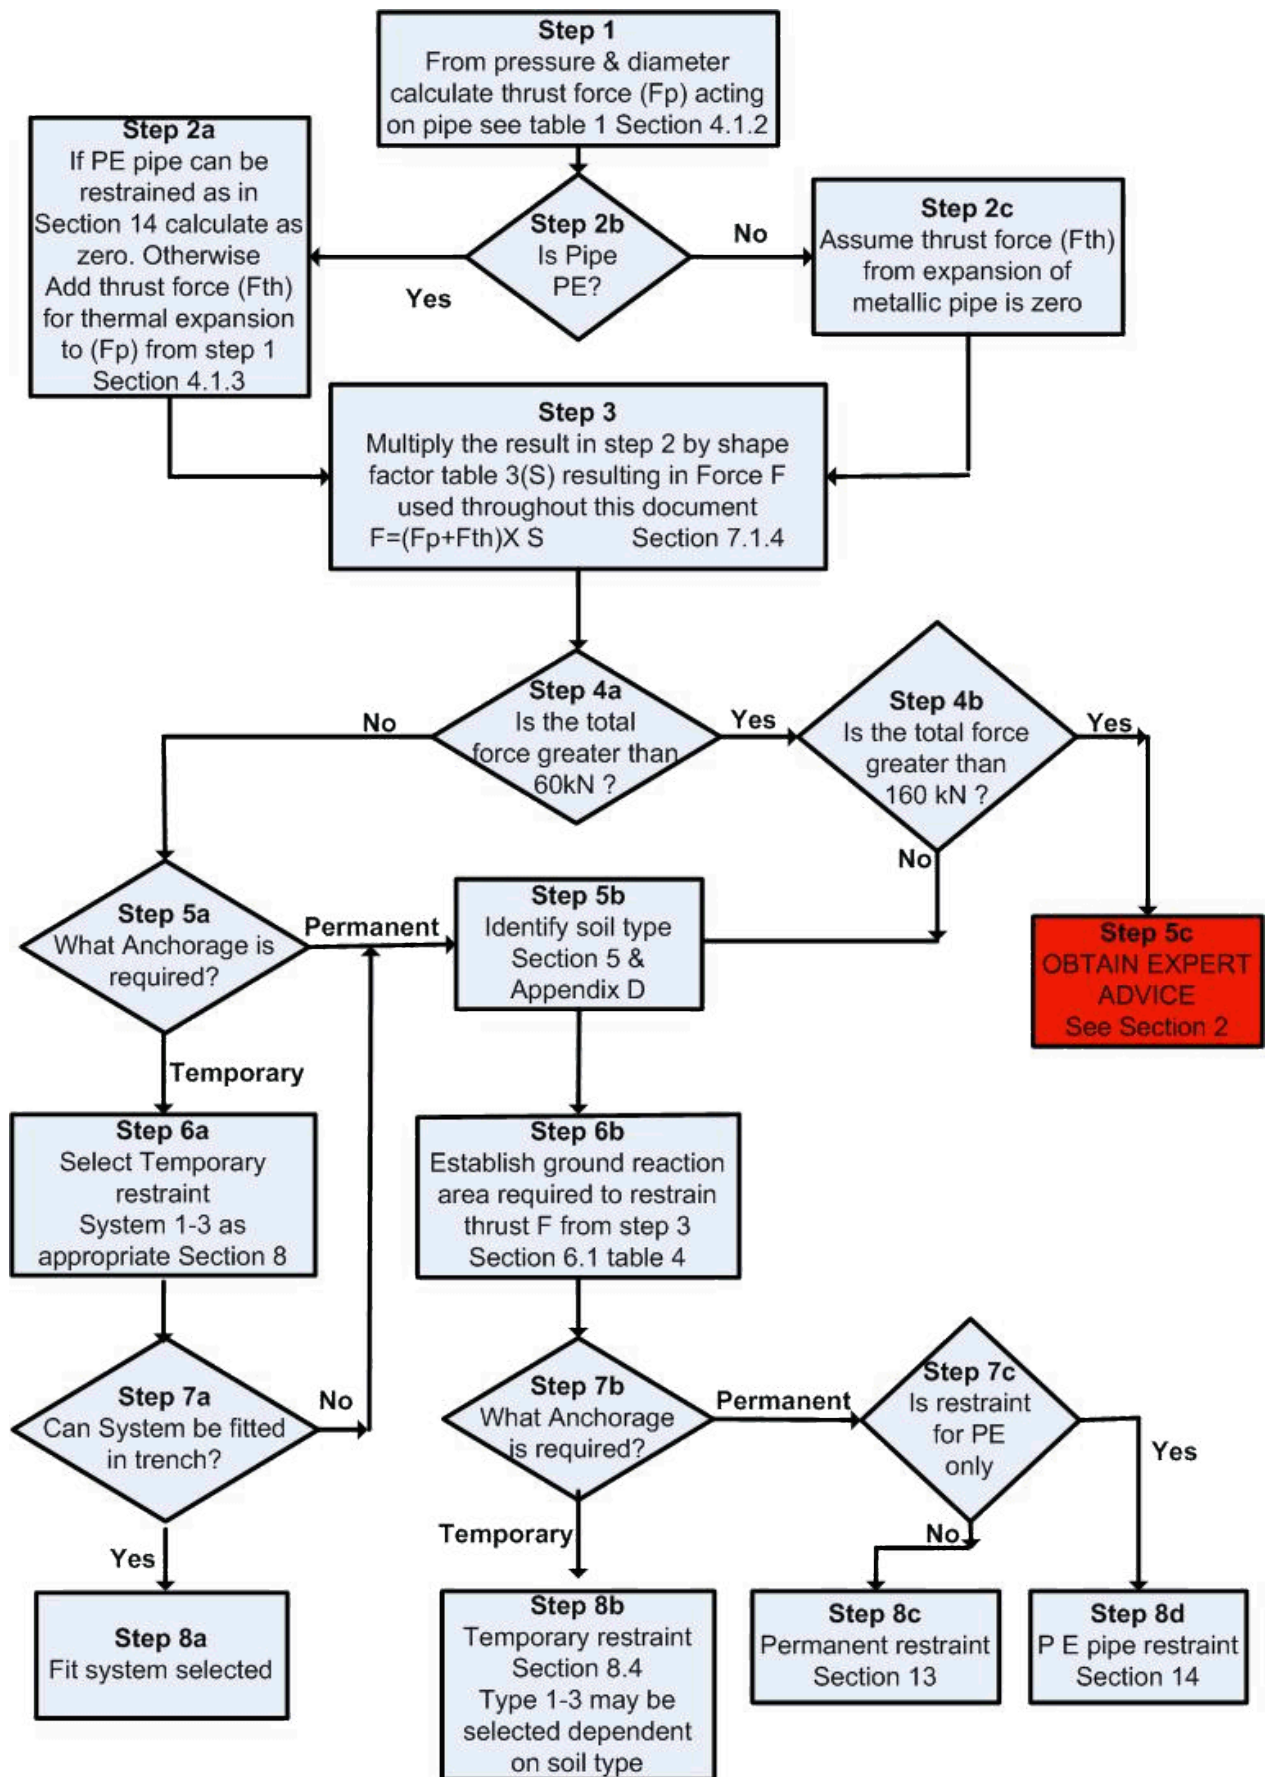 Step 1
From pressure & diameter
calculate thrust force (Fp) acting
on pipe see table 1 Section 4.1.2
Step 2a
If PE pipe can be
restrained as in
Section 14 calculate as
zero. Otherwise
Add thrust force (Fth)
for thermal expansion
to (Fp) from step 1
Section 4.1.3
Step 2b
Is Pipe
PE?
Yes
No
Step 2c
Assume thrust force (Fth)
from expansion of
metallic pipe is zero
Step 3
Multiply the result in step 2 by shape
factor table 3(S) resulting in Force F
used throughout this document
F=(Fp+Fth)X S Section 7.1.4
Step 4a
Is the total
force greater than
60kN ?
No
Yes
Step 4b
Is the total force
greater than
160 kN ?
Yes
No
Step 5a
What Anchorage is
required?
Permanent
Temporary
Step 5b
Identify soil type
Section 5 &
Appendix D
Step 5c
OBTAIN EXPERT
ADVICE
See Section 2
Step 6a
Select Temporary
restraint
System 1-3 as
appropriate Section 8
Step 6b
Establish ground reaction
area required to restrain
thrust F from step 3
Section 6.1 table 4
Step 7a
Can System be fitted
in trench?
No
Yes
Step 7b
What Anchorage
is required?
Permanent
Temporary
Step 7c
Is restraint
for PE
only
Yes
No
Step 8a
Fit system selected
Step 8b
Temporary restraint
Section 8.4
Type 1-3 may be
selected dependent
on soil type
Step 8c
Permanent restraint
Section 13
Step 8d
P E pipe restraint
Section 14